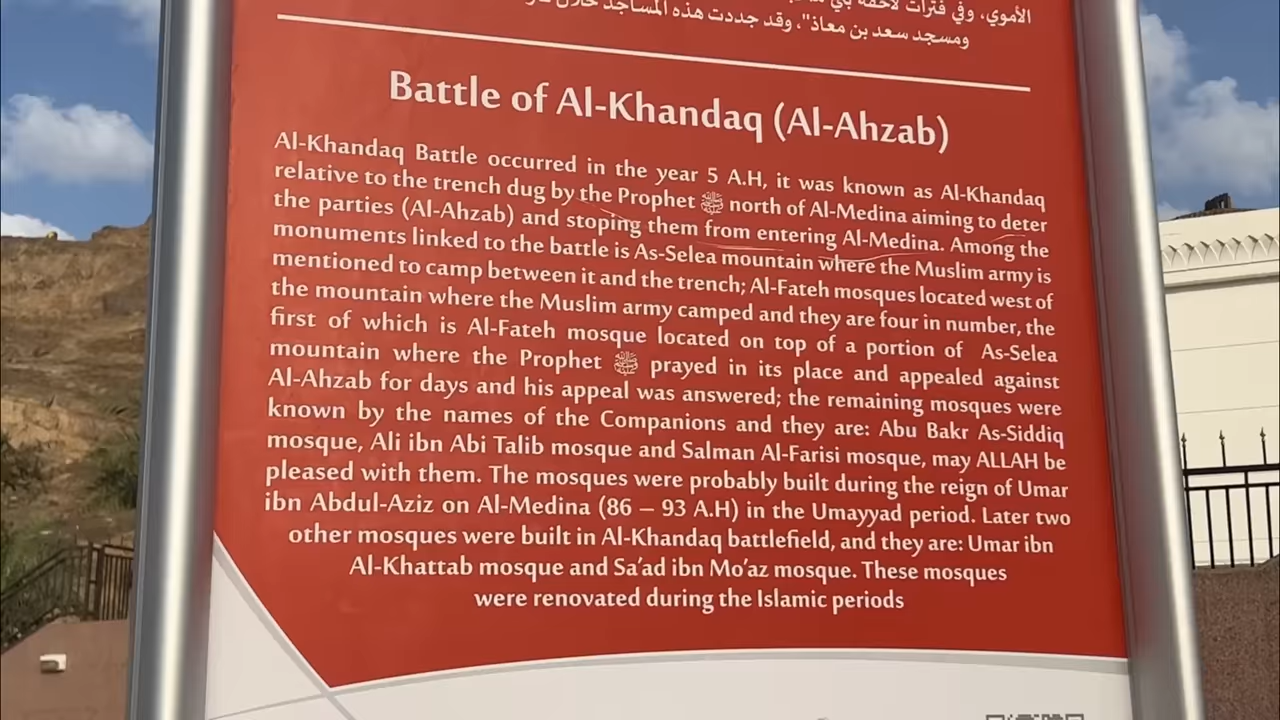 الأموي، وفي فترات لاحقة بني
ومسجد سعد بن معاذ"، وقد جددت هذه المساجد خلال
Battle of Al-Khandaq (Al-Ahzab)
Al-Khandaq Battle occurred in the year 5 A.H, it was known as Al-Khandaq
relative to the trench dug by the Prophet ﷺ north of Al-Medina aiming to deter
the parties (Al-Ahzab) and stoping them from entering Al-Medina. Among the
monuments linked to the battle is As-Selea mountain where the Muslim army is
mentioned to camp between it and the trench; Al-Fateh mosques located west of
the mountain where the Muslim army camped and they are four in number, the
first of which is Al-Fateh mosque located on top of a portion of As-Selea
mountain where the Prophet ﷺ prayed in its place and appealed against
Al-Ahzab for days and his appeal was answered; the remaining mosques were
known by the names of the Companions and they are: Abu Bakr As-Siddiq
mosque, Ali ibn Abi Talib mosque and Salman Al-Farisi mosque, may ALLAH be
pleased with them. The mosques were probably built during the reign of Umar
ibn Abdul-Aziz on Al-Medina (86 – 93 A.H) in the Umayyad period. Later two
other mosques were built in Al-Khandaq battlefield, and they are: Umar ibn
Al-Khattab mosque and Sa'ad ibn Mo'az mosque. These mosques
were renovated during the Islamic periods